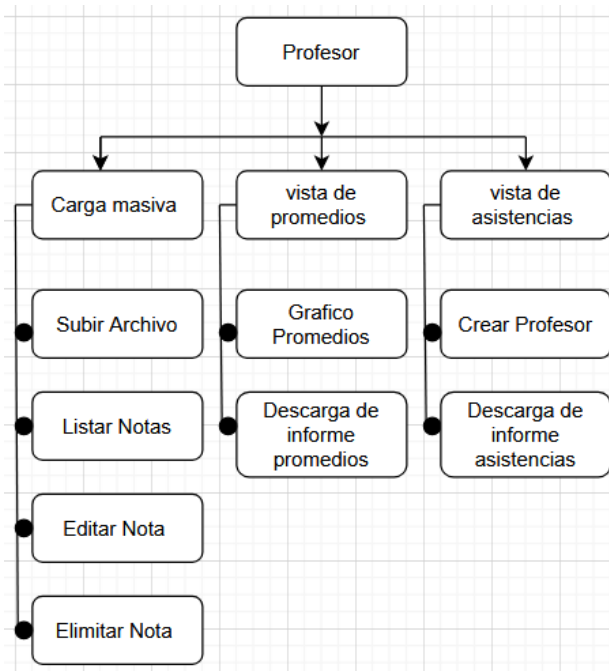 Profesor
Carga masiva
vista de
promedios
vista de
asistencias
Subir Archivo
Grafico
Promedios
Crear Profesor
Listar Notas
Descarga de
informe
promedios
Descarga de
informe
asistencias
Editar Nota
Elimitar Nota